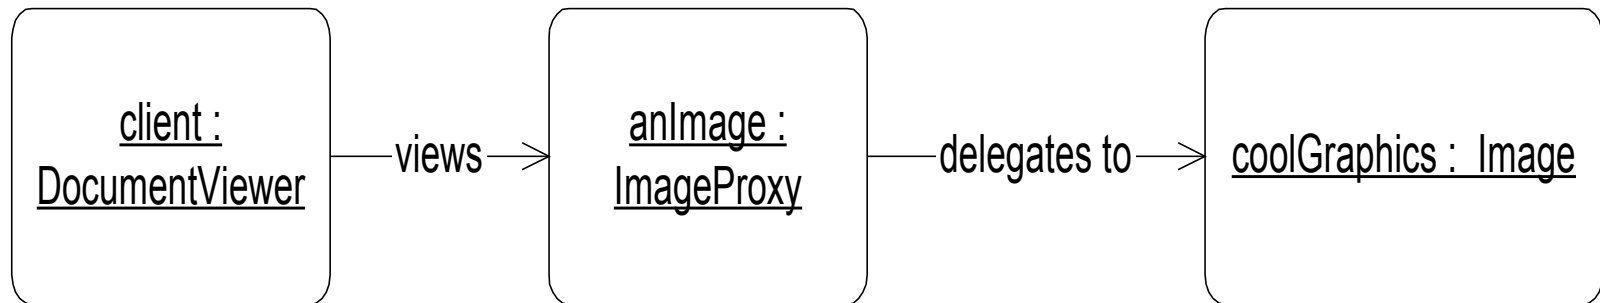 client :
DocumentViewer
views
anImage :
ImageProxy
delegates to
coolGraphics : Image